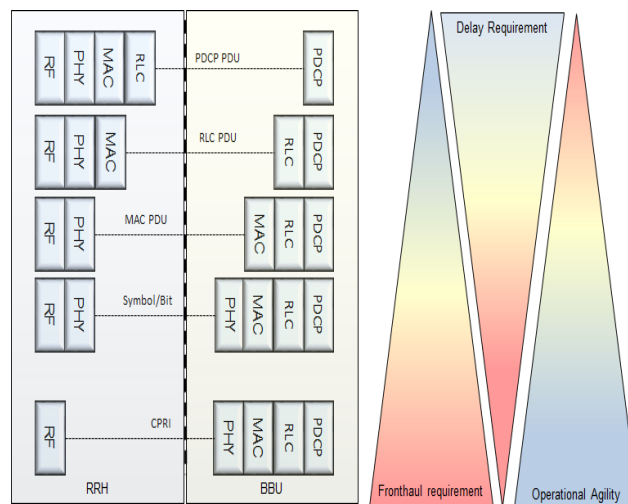 RF PHY MAC RLC PDCP PDU PDCP
RF PHY MAC RLC PDU RLC PDCP
RF PHY MAC PDU MAC RLC PDCP
RF PHY Symbol/Bit PHY MAC RLC PDCP
RF CPRI PHY MAC RLC PDCP
RRH BBU
Delay Requirement
Fronthaul requirement
Operational Agility